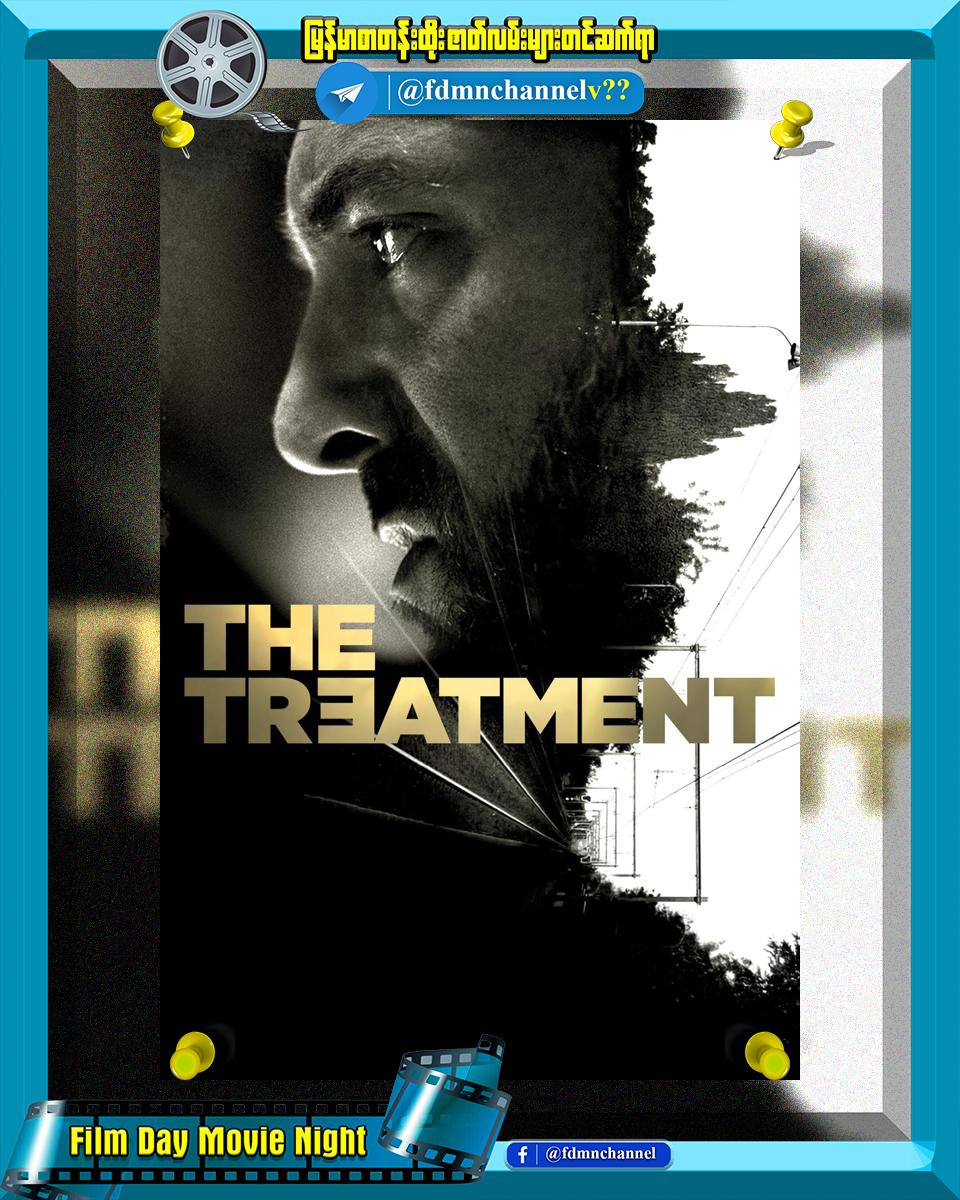 မြန်မာစာတန်းထိုးဇာတ်လမ်းများတင်ဆက်ရာ
@fdmnchannelv??
THE
TRƎATMENT
Film Day Movie Night
@fdmnchannel